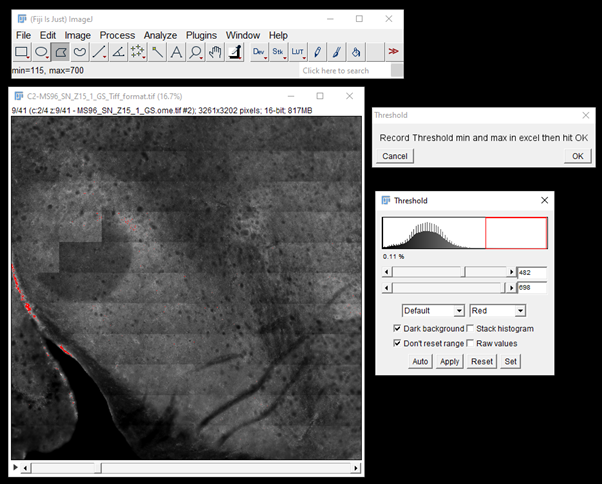 (Fiji Is Just) ImageJ
File Edit Image Process Analyze Plugins Window Help
Dev Stk LUT >>
min=115, max=700
Click here to search
C2-MS96_SN_Z15_1_GS_Tiff_format.tif (16.7%)
9/41 (c:2/4 z:9/41 - MS96_SN_Z15_1_GS.ome.tif #2); 3261x3202 pixels; 16-bit; 817MB
Threshold
Record Threshold min and max in excel then hit OK
Cancel OK
Threshold
0.11 %
482
698
Default Red
Dark background Stack histogram
Don't reset range Raw values
Auto Apply Reset Set